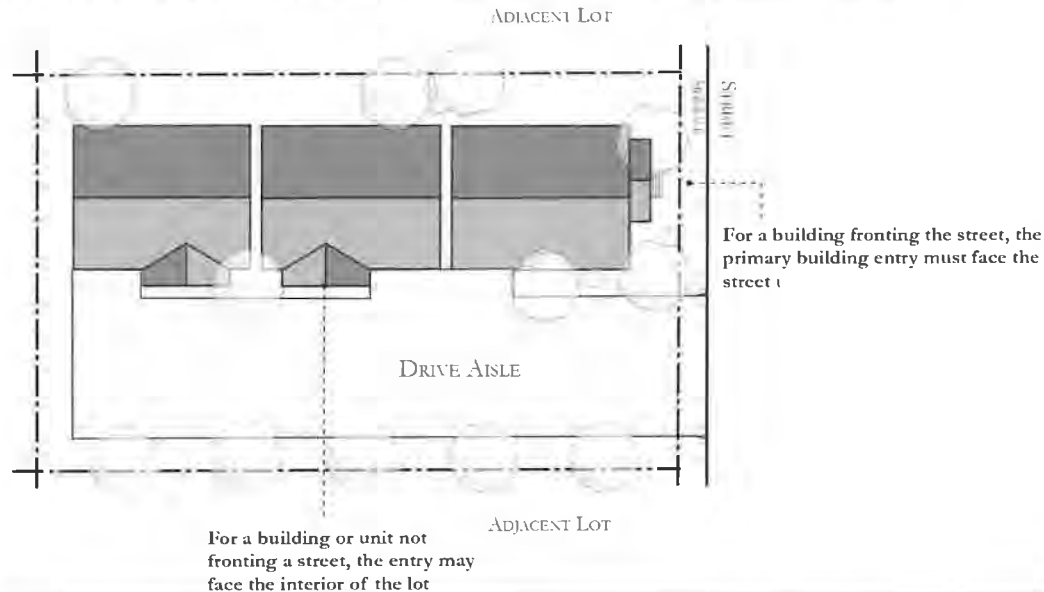 ADJACENT LOT
STREET
For a building fronting the street, the
primary building entry must face the
street
DRIVE AISLE
ADJACENT LOT
For a building or unit not
fronting a street, the entry may
face the interior of the lot